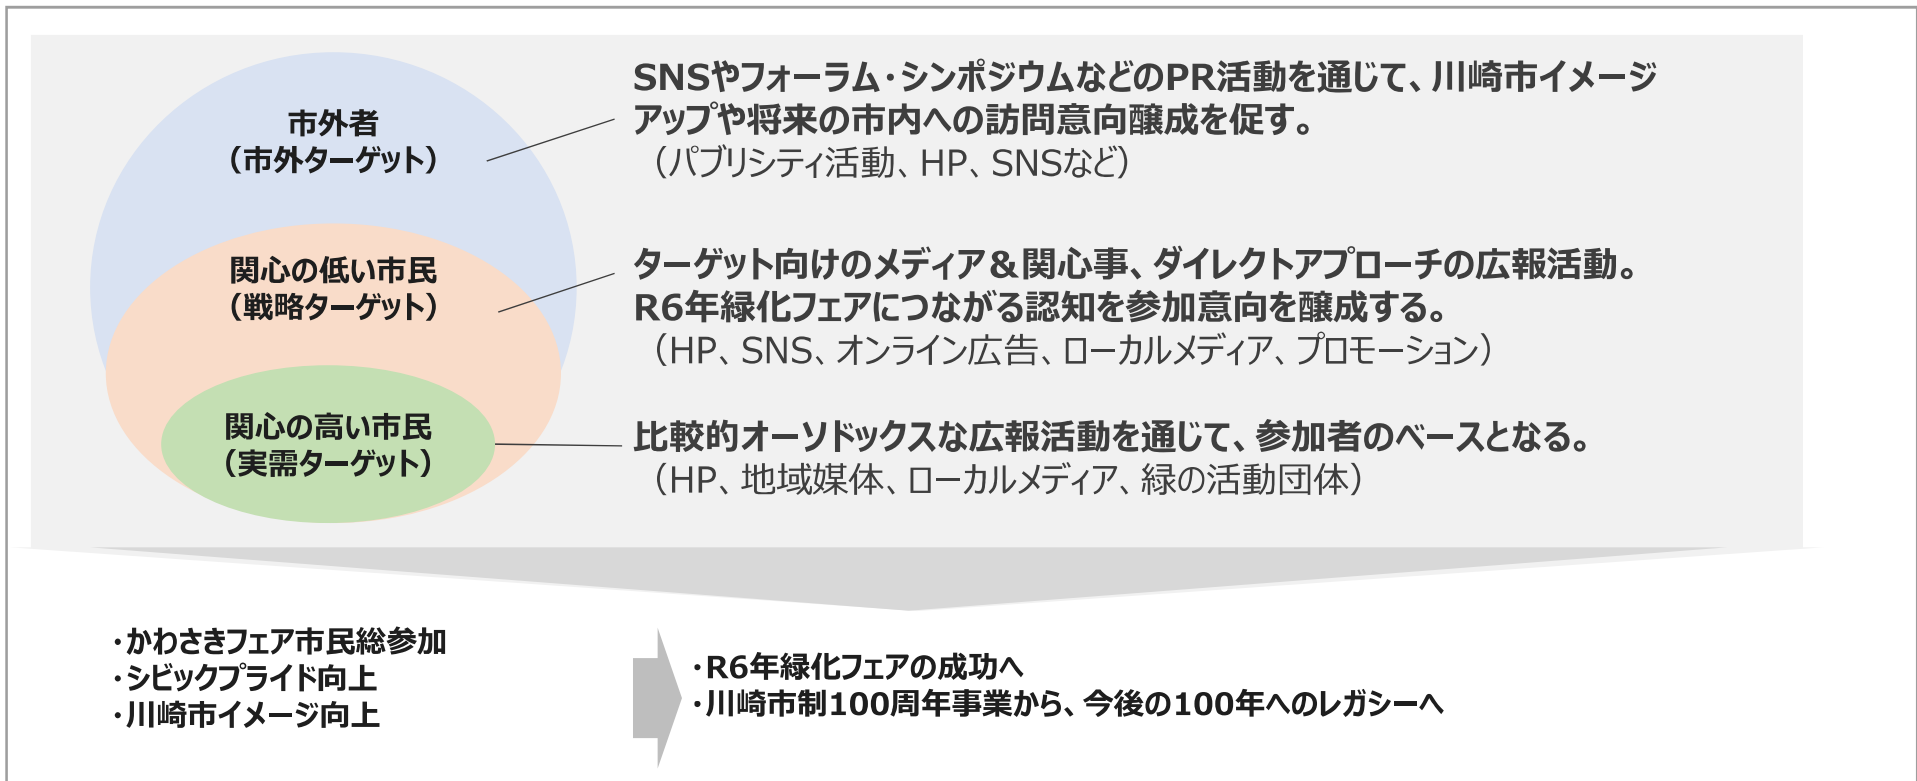 市外者
（市外ターゲット）
SNSやフォーラム・シンポジウムなどのPR活動を通じて、川崎市イメージ
アップや将来の市内への訪問意向醸成を促す。
（パブリシティ活動、HP、SNSなど）
関心の低い市民
（戦略ターゲット）
ターゲット向けのメディア＆関心事、ダイレクトアプローチの広報活動。
R6年緑化フェアにつながる認知を参加意向を醸成する。
（HP、SNS、オンライン広告、ローカルメディア、プロモーション）
関心の高い市民
（実需ターゲット）
比較的オーソドックスな広報活動を通じて、参加者のベースとなる。
（HP、地域媒体、ローカルメディア、緑の活動団体）
・かわさきフェア市民総参加
・シビックプライド向上
・川崎市イメージ向上
・R6年緑化フェアの成功へ
・川崎市制100周年事業から、今後の100年へのレガシーへ